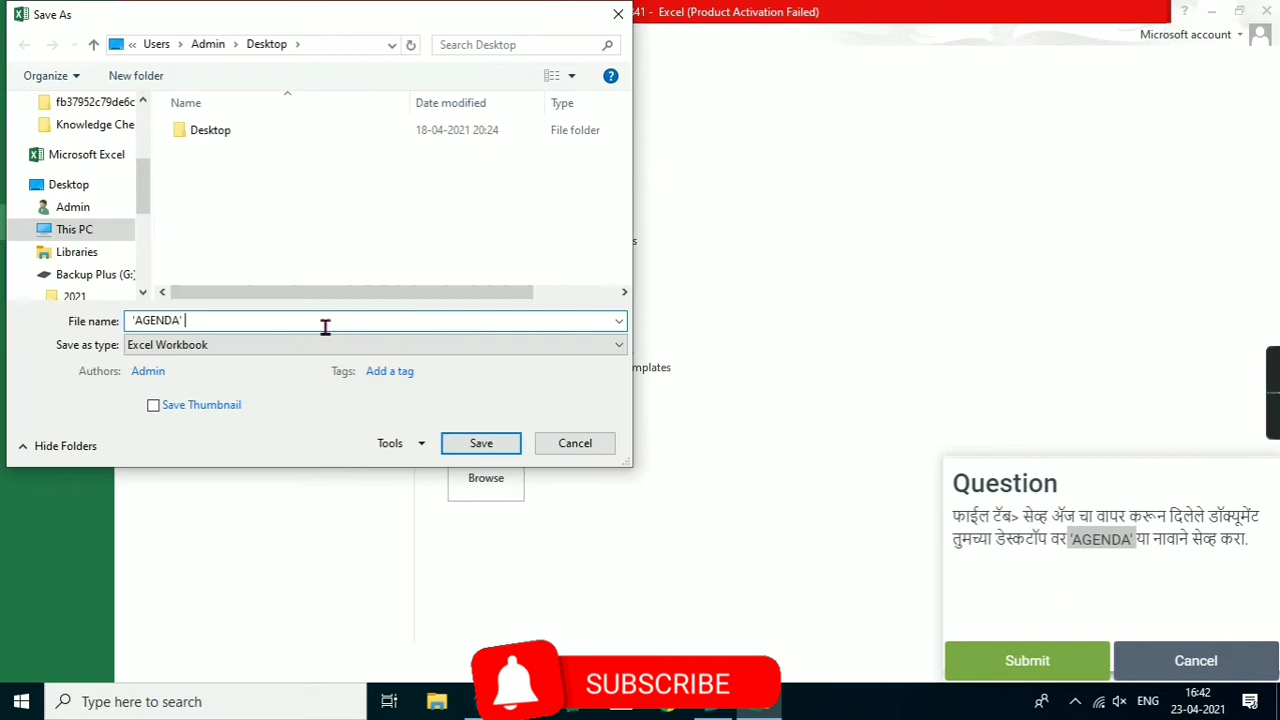 Save As
41 - Excel (Product Activation Failed)
?
Microsoft account
« Users > Admin > Desktop >
Search Desktop
Organize
New folder
?
fb37952c79de6c
Knowledge Che
Microsoft Excel
Desktop
Admin
This PC
Libraries
Backup Plus (G:)
2021
Name
Date modified
Type
Desktop
18-04-2021 20:24
File folder
s
mplates
File name: 'AGENDA'
Save as type: Excel Workbook
Authors: Admin
Tags: Add a tag
Save Thumbnail
Hide Folders
Tools
Save
Cancel
Browse
Question
फाईल टॅब> सेव्ह ॲज चा वापर करून दिलेले डॉक्यूमेंट
तुमच्या डेस्कटॉप वर 'AGENDA' या नावाने सेव्ह करा.
Submit
Cancel
SUBSCRIBE
Type here to search
ENG
16:42
23-04-2021